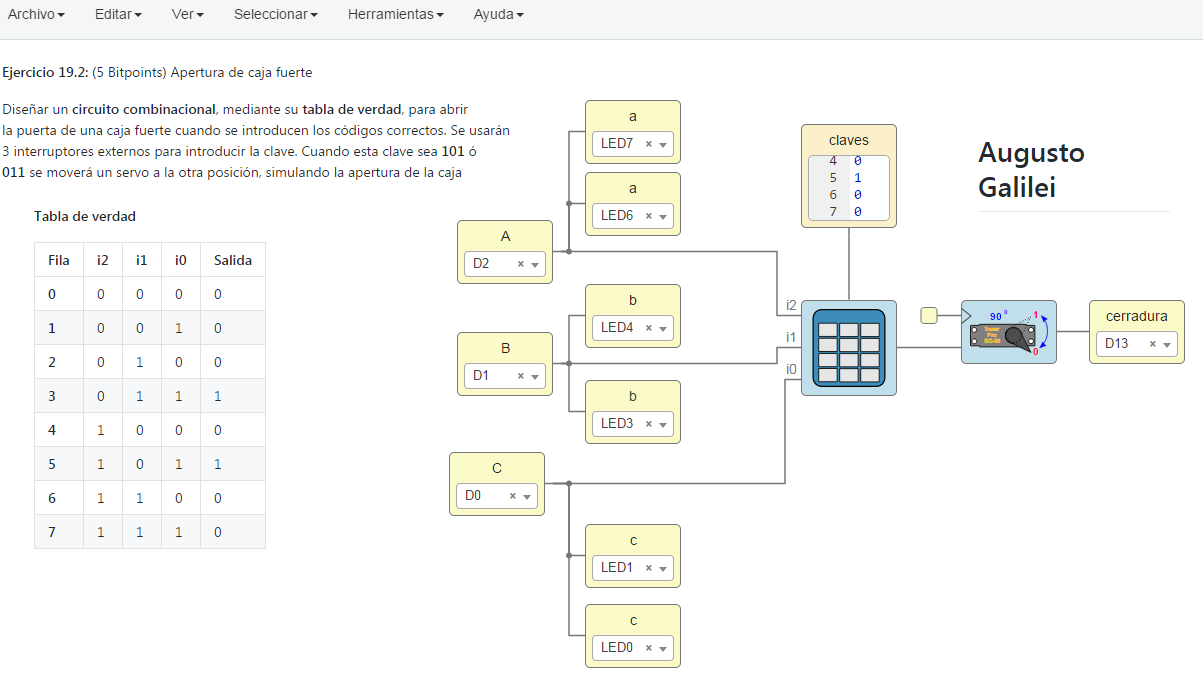 Archivo Editar Ver Seleccionar Herramientas Ayuda
Ejercicio 19.2: (5 Bitpoints) Apertura de caja fuerte
Diseñar un circuito combinacional, mediante su tabla de verdad, para abrir
la puerta de una caja fuerte cuando se introducen los códigos correctos. Se usarán
3 interruptores externos para introducir la clave. Cuando esta clave sea 101 ó
011 se moverá un servo a la otra posición, simulando la apertura de la caja
Tabla de verdad
Fila i2 i1 i0 Salida
0 0 0 0 0
1 0 0 1 0
2 0 1 0 0
3 0 1 1 1
4 1 0 0 0
5 1 0 1 1
6 1 1 0 0
7 1 1 1 0
a
LED7 ×
a
LED6 ×
A
D2 ×
b
LED4 ×
B
D1 ×
b
LED3 ×
C
D0 ×
c
LED1 ×
c
LED0 ×
claves
4 0
5 1
6 0
7 0
i2
i1
i0
90 º
1
Tower
Pro
SG-90
0
cerradura
D13 ×
Augusto
Galilei